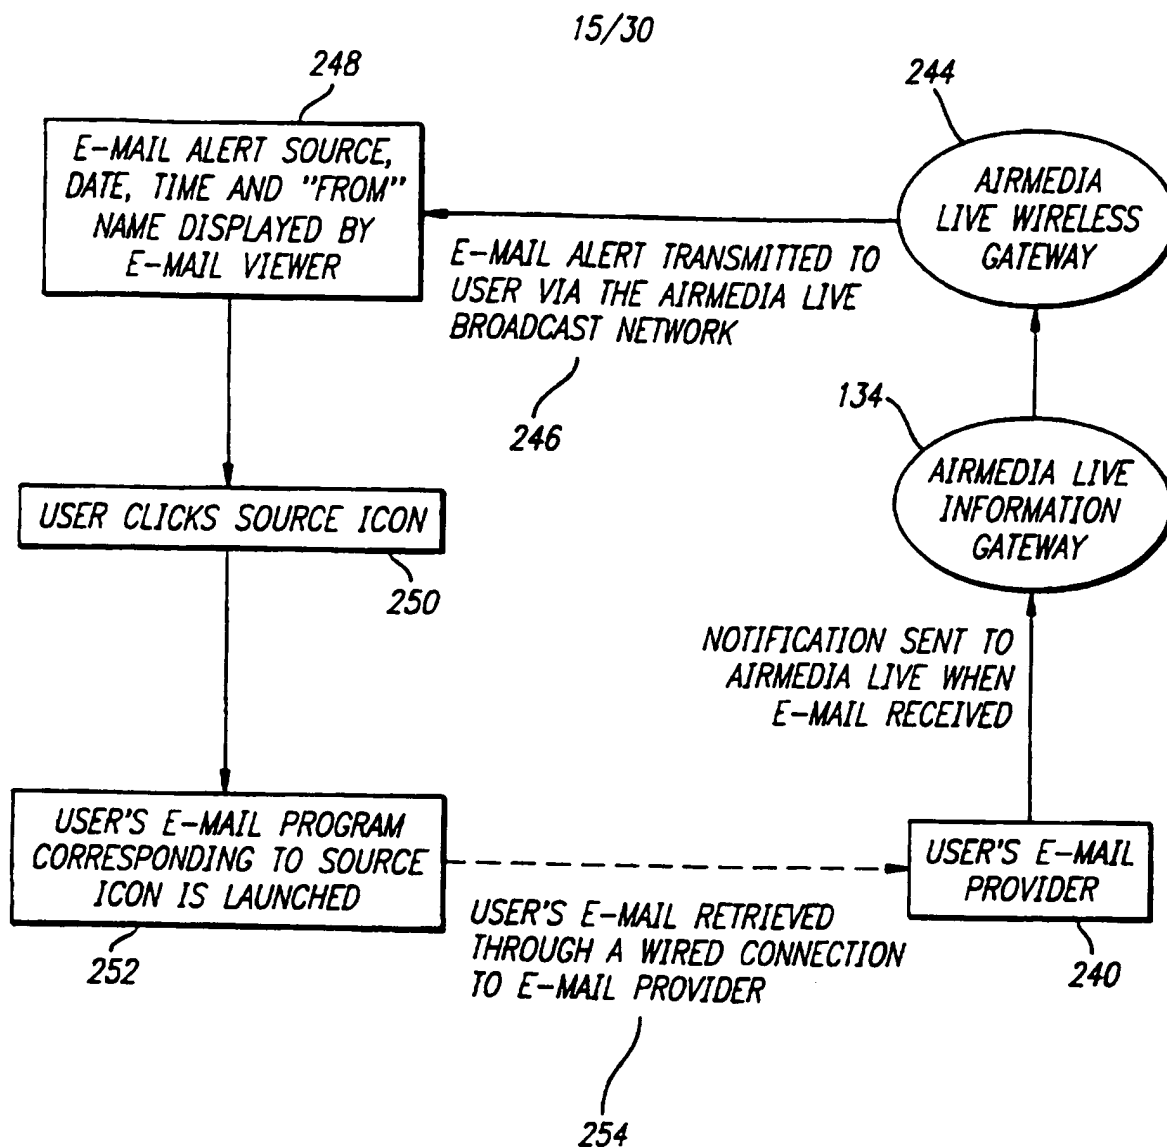 15/30
248
E-MAIL ALERT SOURCE,
DATE, TIME AND "FROM"
NAME DISPLAYED BY
E-MAIL VIEWER
244
AIRMEDIA
LIVE WIRELESS
GATEWAY
E-MAIL ALERT TRANSMITTED TO
USER VIA THE AIRMEDIA LIVE
BROADCAST NETWORK
246
134
AIRMEDIA LIVE
INFORMATION
GATEWAY
USER CLICKS SOURCE ICON
250
NOTIFICATION SENT TO
AIRMEDIA LIVE WHEN
E-MAIL RECEIVED
USER'S E-MAIL PROGRAM
CORRESPONDING TO SOURCE
ICON IS LAUNCHED
252
USER'S E-MAIL RETRIEVED
THROUGH A WIRED CONNECTION
TO E-MAIL PROVIDER
254
USER'S E-MAIL
PROVIDER
240